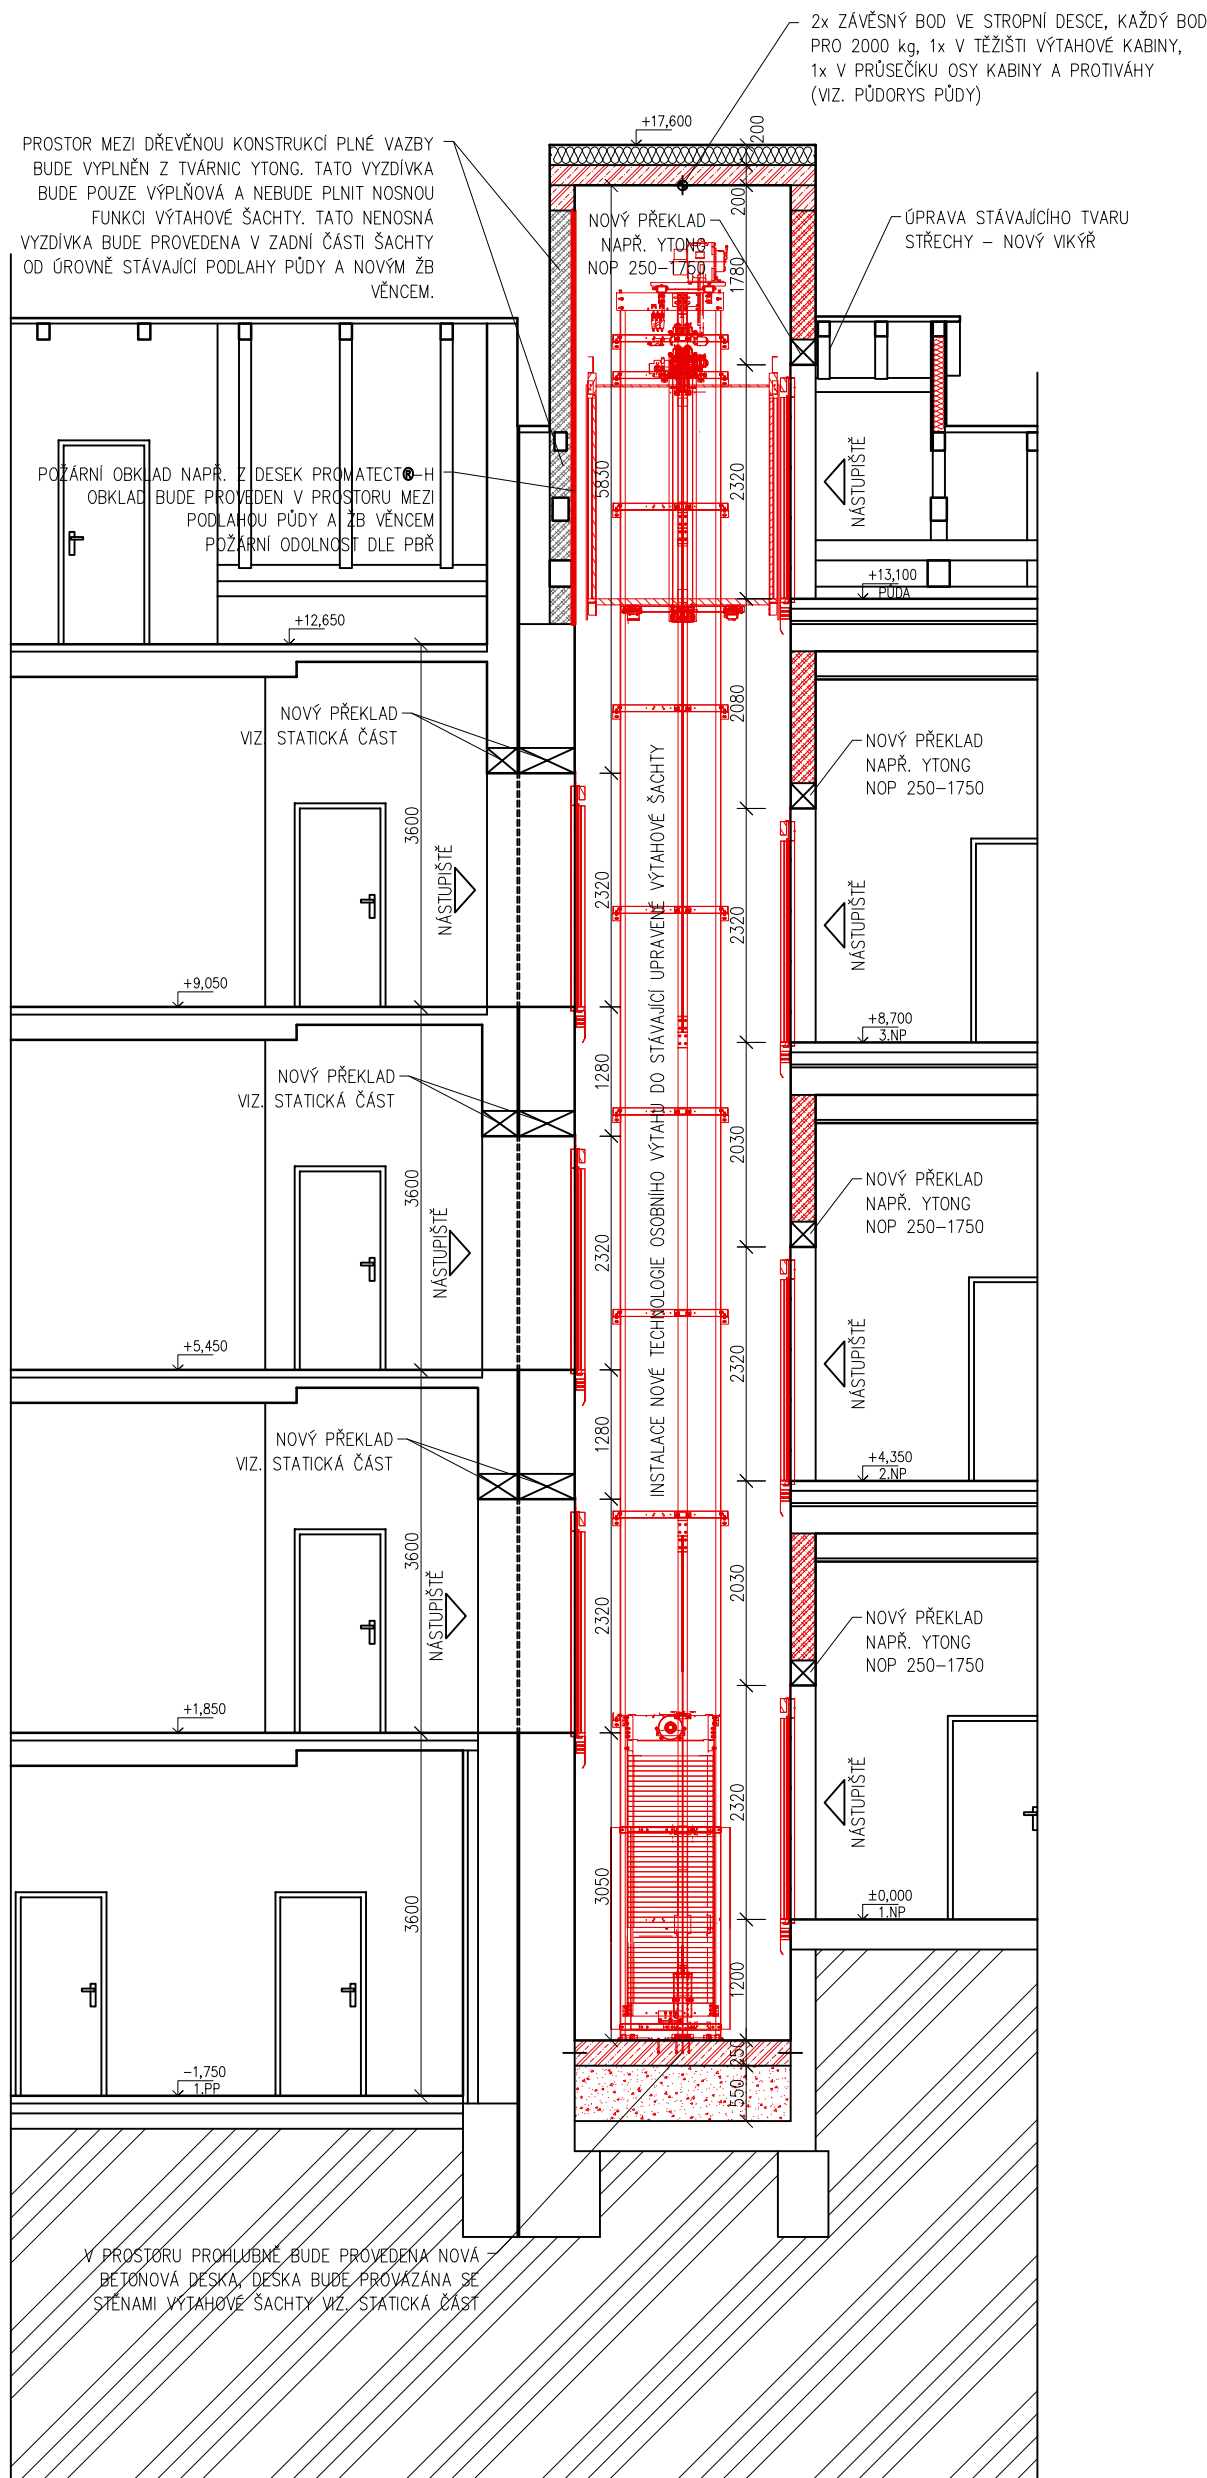 2x ZÁVĚSNÝ BOD VE STROPNÍ DESCE, KAŽDÝ BOD
PRO 2000 kg, 1x V TĚŽIŠTI VÝTAHOVÉ KABINY,
1x V PRŮSEČÍKU OSY KABINY A PROTIVÁHY
(VIZ. PŮDORYS PŮDY)
+17,600
200
PROSTOR MEZI DŘEVĚNOU KONSTRUKCÍ PLNÉ VAZBY
BUDE VYPLNĚN Z TVÁRNIC YTONG. TATO VYZDÍVKA
BUDE POUZE VÝPLŇOVÁ A NEBUDE PLNIT NOSNOU
FUNKCI VÝTAHOVÉ ŠACHTY. TATO NENOSNÁ
VYZDÍVKA BUDE PROVEDENA V ZADNÍ ČÁSTI ŠACHTY
OD ÚROVNĚ STÁVAJÍCÍ PODLAHY PŮDY A NOVÝM ŽB
VĚNCEM.
200
NOVÝ PŘEKLAD
NAPŘ. YTONG
NOP 250-1750
1780
ÚPRAVA STÁVAJÍCÍHO TVARU
STŘECHY – NOVÝ VIKÝŘ
POŽÁRNÍ OBKLAD NAPŘ. Z DESEK PROMATECT®-H
OBKLAD BUDE PROVEDEN V PROSTORU MEZI
PODLAHOU PŮDY A ŽB VĚNCEM
POŽÁRNÍ ODOLNOST DLE PBŘ
5830
2320
NÁSTUPIŠTĚ
+13,100
PŮDA
+12,650
2080
NOVÝ PŘEKLAD
VIZ. STATICKÁ ČÁST
NOVÝ PŘEKLAD
NAPŘ. YTONG
NOP 250-1750
3600
NÁSTUPIŠTĚ
2320
2320
NÁSTUPIŠTĚ
INSTALACE NOVÉ TECHNOLOGIE OSOBNÍHO VÝTAHU DO STÁVAJÍCÍ UPRAVENÉ VÝTAHOVÉ ŠACHTY
+9,050
+8,700
3.NP
1280
NOVÝ PŘEKLAD
VIZ. STATICKÁ ČÁST
2030
NOVÝ PŘEKLAD
NAPŘ. YTONG
NOP 250-1750
3600
NÁSTUPIŠTĚ
2320
2320
NÁSTUPIŠTĚ
+5,450
+4,350
2.NP
1280
NOVÝ PŘEKLAD
VIZ. STATICKÁ ČÁST
3600
NÁSTUPIŠTĚ
2320
2030
NOVÝ PŘEKLAD
NAPŘ. YTONG
NOP 250-1750
+1,850
2320
NÁSTUPIŠTĚ
3600
3050
±0,000
1.NP
1200
-1,750
1.PP
250
550
V PROSTORU PROHLUBNĚ BUDE PROVEDENA NOVÁ
BETONOVÁ DESKA, DESKA BUDE PROVÁZÁNA SE
STĚNAMI VÝTAHOVÉ ŠACHTY VIZ. STATICKÁ ČÁST